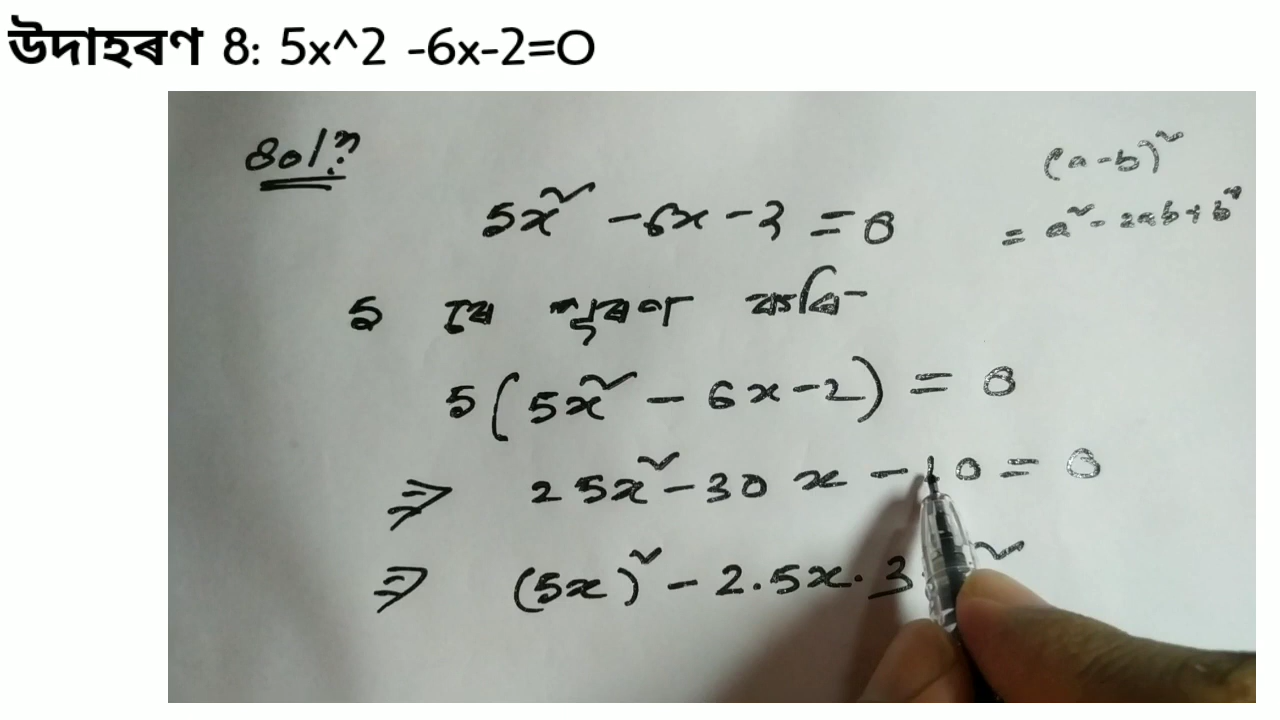 উদাহৰণ 8: 5x^2 -6x-2=0
Solⁿ:
(a-b)²
= a² - 2ab + b²
5x² - 6x - 2 = 0
5 ৰে পূৰণ কৰি-
5(5x² - 6x - 2) = 0
⇒ 25x² - 30x - 10 = 0
⇒ (5x)² - 2.5x.3